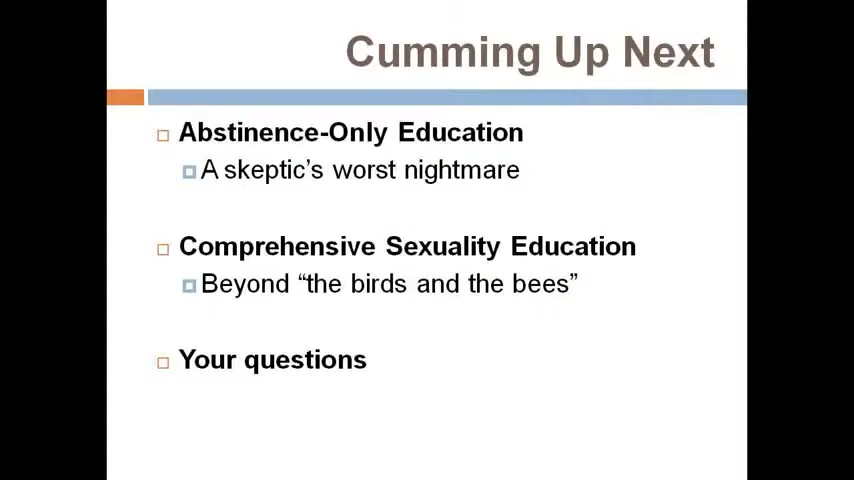 Cumming Up Next
Abstinence-Only Education
A skeptic's worst nightmare
Comprehensive Sexuality Education
Beyond “the birds and the bees”
Your questions